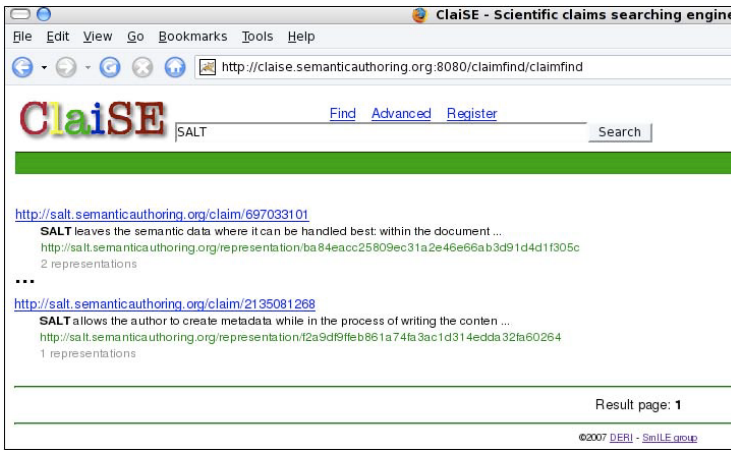 ClaiSE - Scientific claims searching engine
File Edit View Go Bookmarks Tools Help
http://claise.semanticauthoring.org:8080/claimfind/claimfind
ClaiSE
Find Advanced Register
SALT Search
http://salt.semanticauthoring.org/claim/697033101
SALT leaves the semantic data where it can be handled best: within the document ...
http://salt.semanticauthoring.org/representation/ba84eacc25809ec31a2e46e66ab3d91d4d1f305c
2 representations
...
http://salt.semanticauthoring.org/claim/2135081268
SALT allows the author to create metadata while in the process of writing the conten ...
http://salt.semanticauthoring.org/representation/f2a9df9ffeb861a74fa3ac1d314edda32fa60264
1 representations
Result page: 1
©2007 DERI - SmILE group